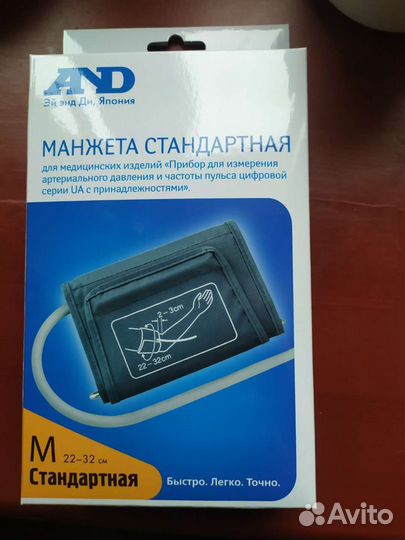 AND
Эй энд Ди, Япония
МАНЖЕТА СТАНДАРТНАЯ
для медицинских изделий «Прибор для измерения
артериального давления и частоты пульса цифровой
серии UA с принадлежностями».
2–3cm
22–32cm
M 22–32 см
Стандартная
Быстро. Легко. Точно.
Avito